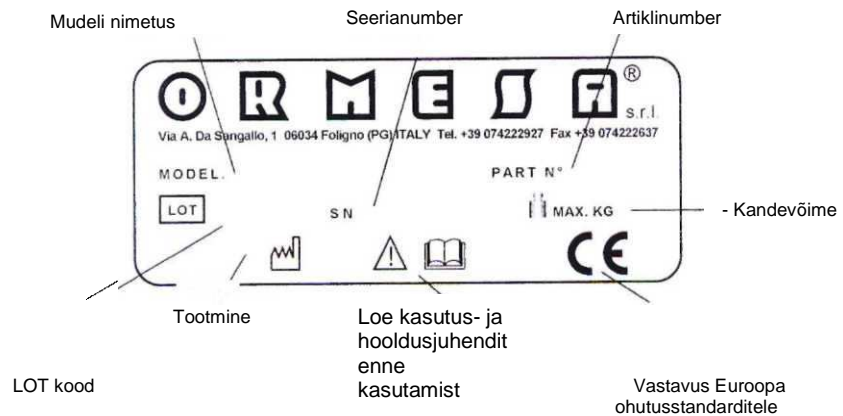 Mudeli nimetus
Seerianumber
Artiklinumber
ORMESA® s.r.l.
Via A. Da Sangallo, 1 06034 Foligno (PG) ITALY Tel. +39 074222927 Fax +39 074222637
MODEL.
PART N°
LOT
SN
MAX. KG
- Kandevõime
CE
Tootmine
Loe kasutus- ja
hooldusjuhendit
enne
kasutamist
LOT kood
Vastavus Euroopa
ohutusstandarditele